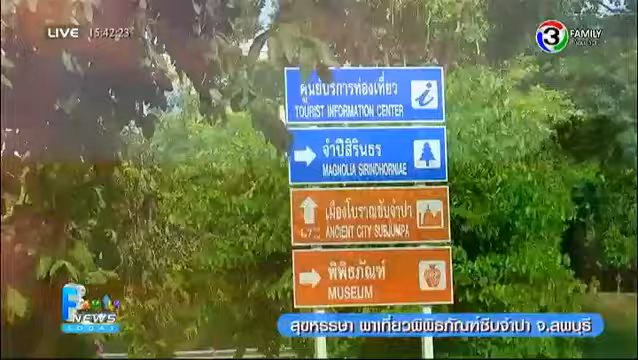 LIVE 15:42:23
3 FAMILY
ศูนย์บริการท่องเที่ยว
TOURIST INFORMATION CENTER
จำปีสิรินธร
MAGNOLIA SIRINDHORNIAE
เมืองโบราณซับจำปา
ANCIENT CITY SUBJUMPA
พิพิธภัณฑ์
MUSEUM
Family
NEWS
TODAY
สุขหรรษา พาเที่ยวพิพิธภัณฑ์ซับจำปา จ.ลพบุรี